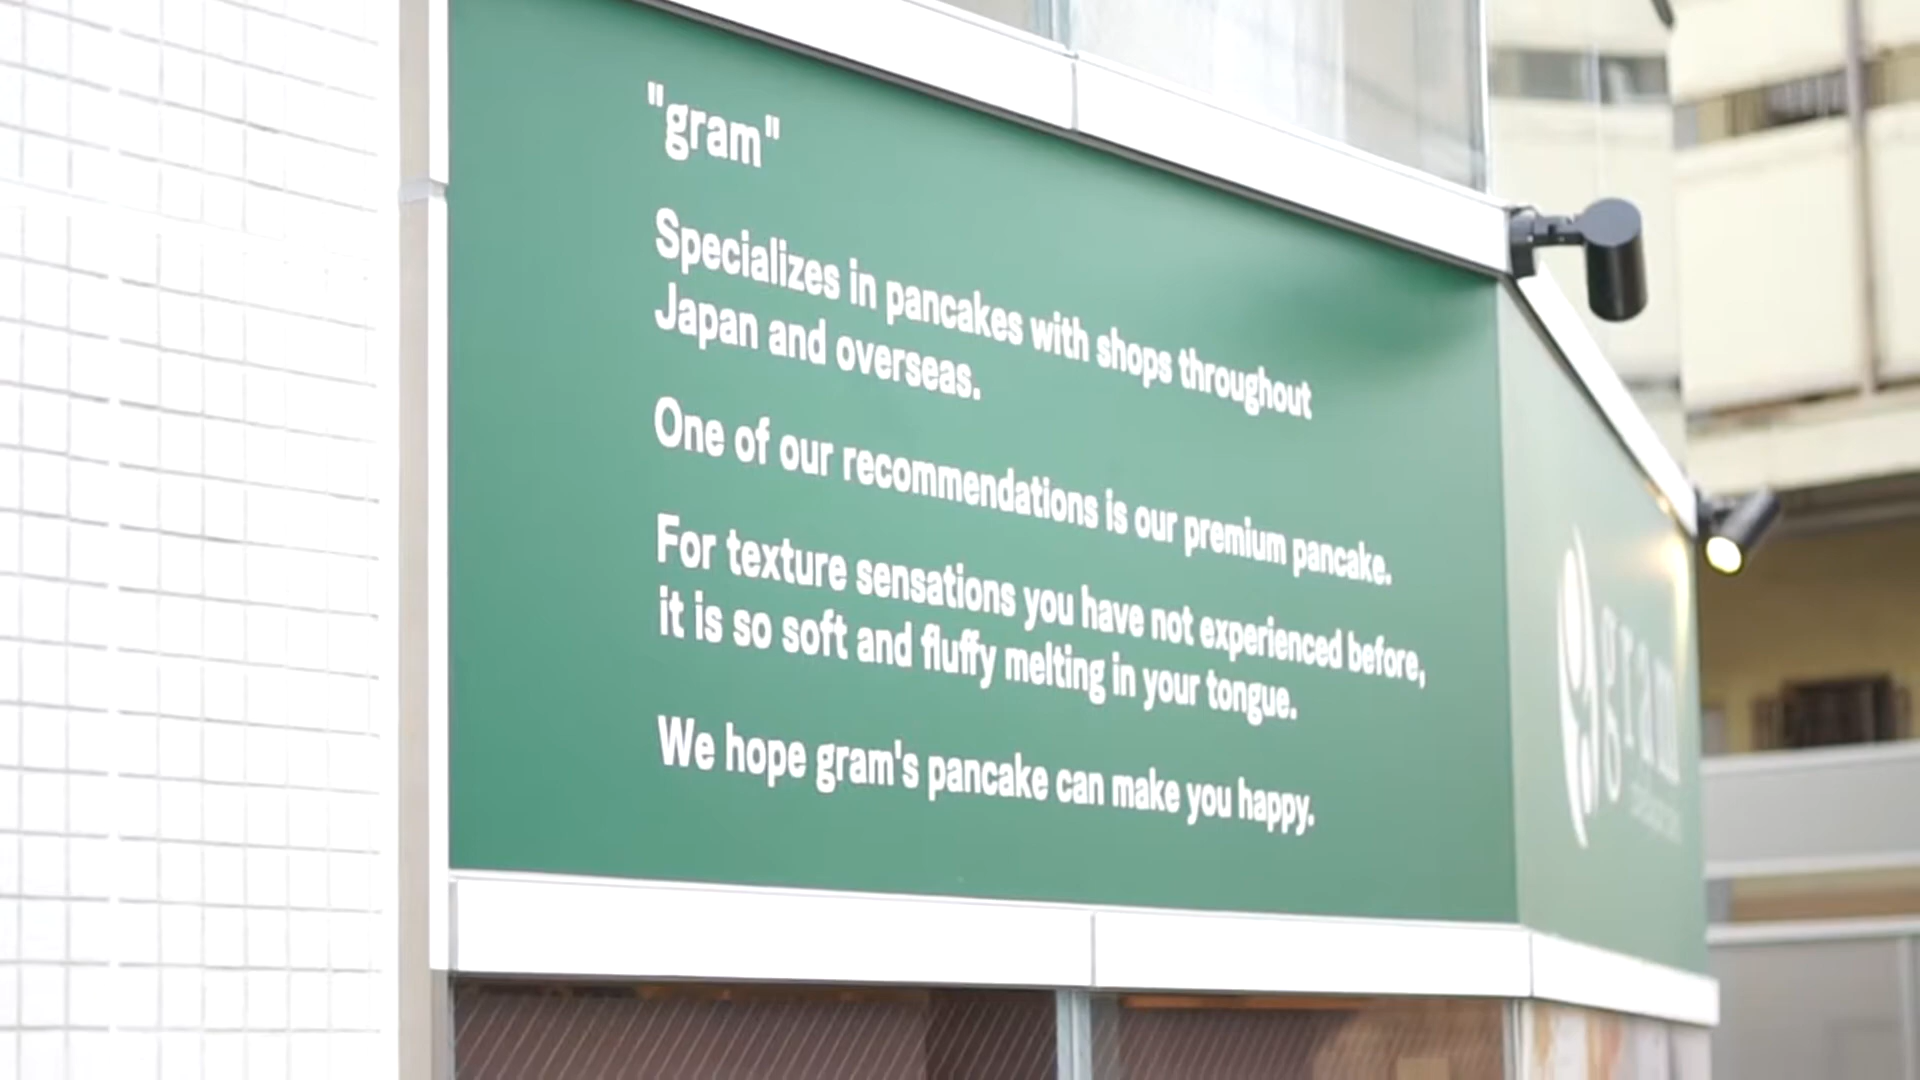 "gram"
Specializes in pancakes with shops throughout
Japan and overseas.
One of our recommendations is our premium pancake.
For texture sensations you have not experienced before,
it is so soft and fluffy melting in your tongue.
We hope gram's pancake can make you happy.
gram